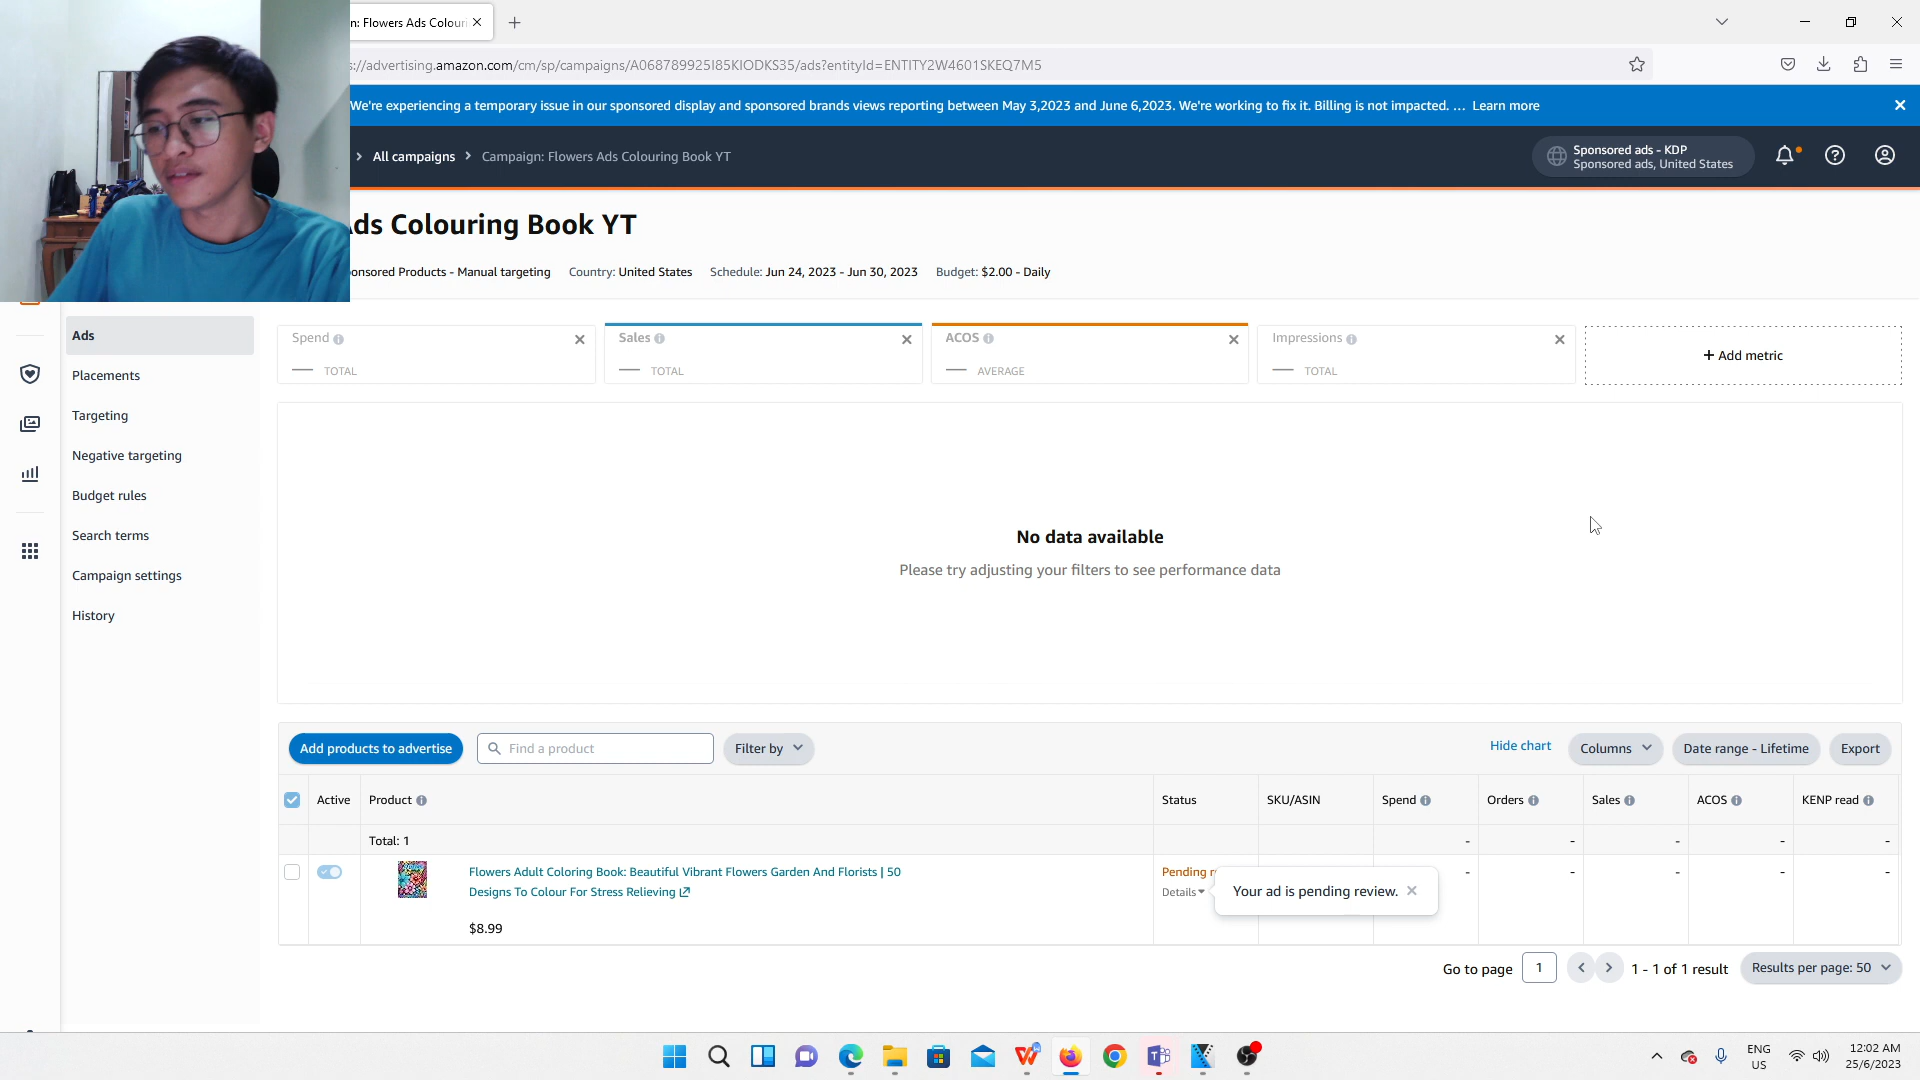 n: Flowers Ads Colouri
s://advertising.amazon.com/cm/sp/campaigns/A068789925I85KIODKS35/ads?entityId=ENTITY2W4601SKEQ7M5
We're experiencing a temporary issue in our sponsored display and sponsored brands views reporting between May 3,2023 and June 6,2023. We're working to fix it. Billing is not impacted. ... Learn more
All campaigns
Campaign: Flowers Ads Colouring Book YT
Sponsored ads - KDP
Sponsored ads, United States
Ads Colouring Book YT
onsored Products - Manual targeting Country: United States Schedule: Jun 24, 2023 - Jun 30, 2023 Budget: $2.00 - Daily
Ads
Placements
Targeting
Negative targeting
Budget rules
Search terms
Campaign settings
History
Spend
TOTAL
Sales
TOTAL
ACOS
AVERAGE
Impressions
TOTAL
+ Add metric
No data available
Please try adjusting your filters to see performance data
Add products to advertise
Find a product
Filter by
Hide chart
Columns
Date range - Lifetime
Export
Active Product Status SKU/ASIN Spend Orders Sales ACOS KENP read
Total: 1 - - - - -
Flowers Adult Coloring Book: Beautiful Vibrant Flowers Garden And Florists | 50
Designs To Colour For Stress Relieving
$8.99
Pending r
Details
Your ad is pending review.
- - - - -
Go to page 1
1 - 1 of 1 result
Results per page: 50
ENG
US
12:02 AM
25/6/2023